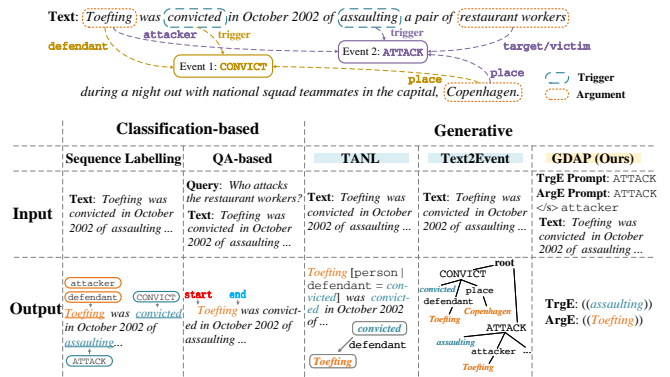 Text: Toefting was convicted in October 2002 of assaulting a pair of restaurant workers
defendant attacker trigger trigger target/victim
Event 1: CONVICT Event 2: ATTACK
place place
Trigger
Argument
during a night out with national squad teammates in the capital, Copenhagen.
Classification-based Generative
Sequence Labelling QA-based TANL Text2Event GDAP (Ours)
Input
Text: Toefting was
convicted in October
2002 of assaulting ...
Query: Who attacks
the restaurant workers?
Text: Toefting was
convicted in October
2002 of assaulting ...
Text: Toefting was
convicted in October
2002 of assaulting ...
Text: Toefting was
convicted in October
2002 of assaulting ...
TrgE Prompt: ATTACK
ArgE Prompt: ATTACK
</s> attacker
Text: Toefting was
convicted in October
2002 of assaulting ...
Output
attacker
defendant CONVICT
Toefting was convicted
in October 2002 of
assaulting...
ATTACK
start end
Toefting was convict-
ed in October 2002 of
assaulting ...
Toefting [person|
defendant = con-
victed] was convict-
ed in October 2002
of ...
convicted
defendant
Toefting
root
CONVICT
convicted place
defendant
Toefting Copenhagen
ATTACK
assaulting
attacker ...
Toefting
TrgE: ((assaulting))
ArgE: ((Toefting))